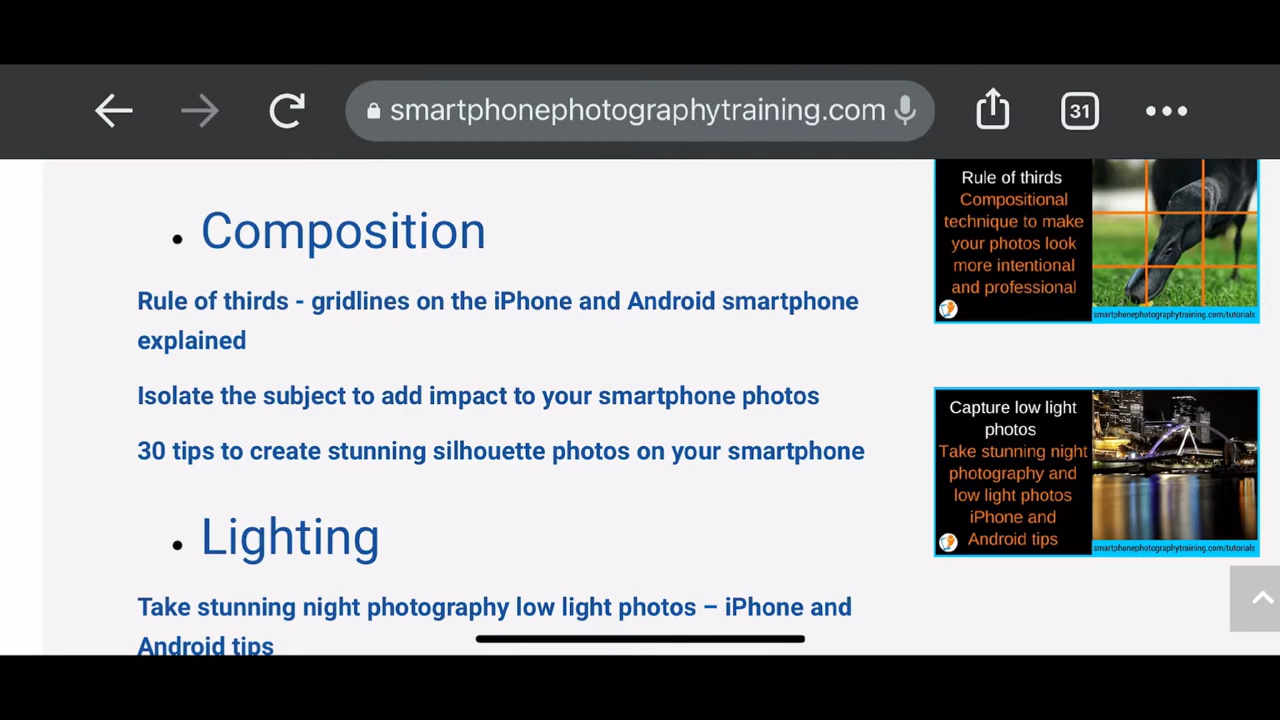 smartphonephotographytraining.com
31
• Composition
Rule of thirds - gridlines on the iPhone and Android smartphone
explained
Isolate the subject to add impact to your smartphone photos
30 tips to create stunning silhouette photos on your smartphone
• Lighting
Take stunning night photography low light photos – iPhone and
Android tips
Rule of thirds
Compositional
technique to make
your photos look
more intentional
and professional
smartphonephotographytraining.com/tutorials
Capture low light
photos
Take stunning night
photography and
low light photos
iPhone and
Android tips
smartphonephotographytraining.com/tutorials